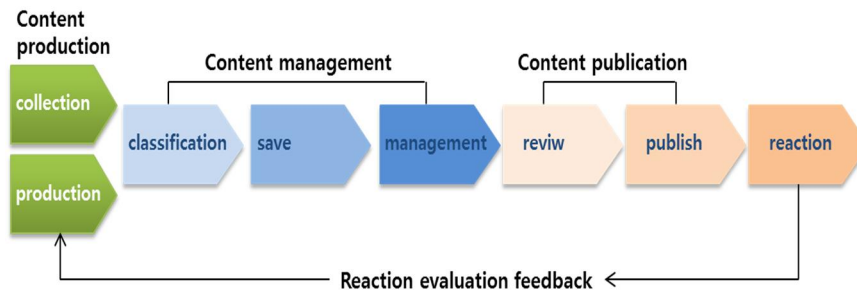 Content
production
Content management
Content publication
collection
classification
save
management
reviw
publish
reaction
production
Reaction evaluation feedback